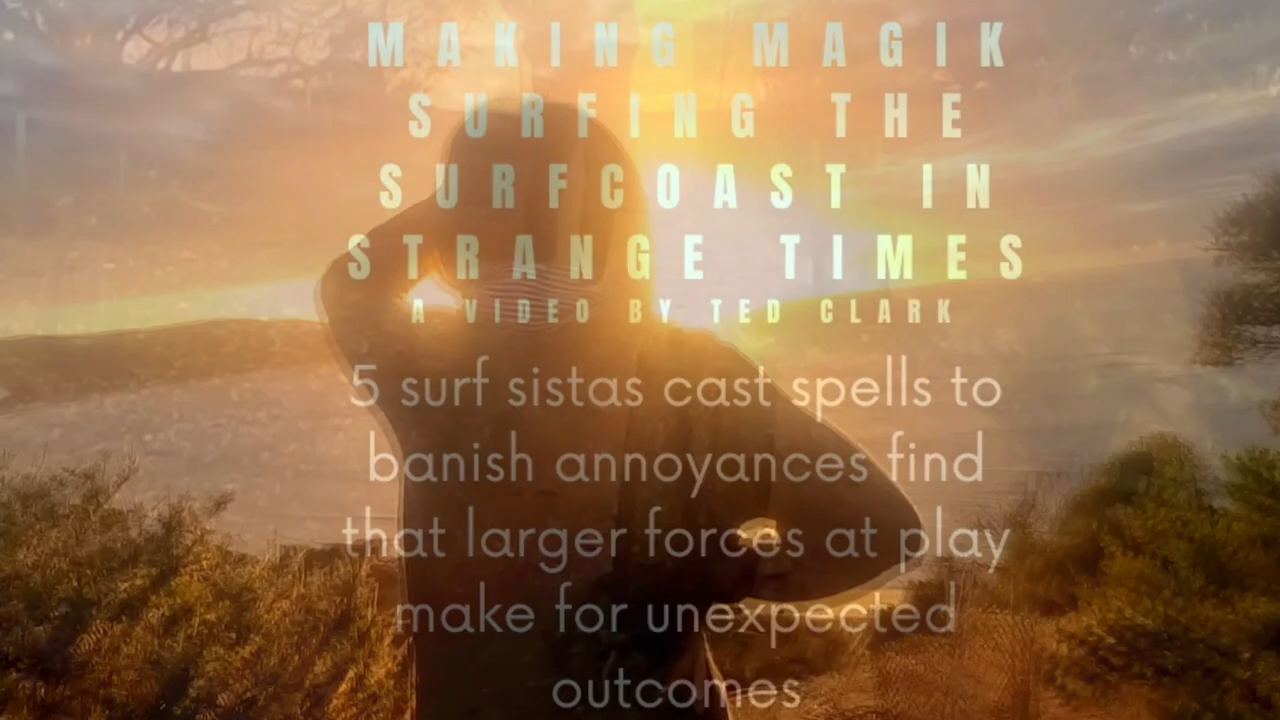 MAKING MAGIK
SURFING THE
SURFCOAST IN
STRANGE TIMES
A VIDEO BY TED CLARK
5 surf sistas cast spells to
banish annoyances find
that larger forces at play
make for unexpected
outcomes